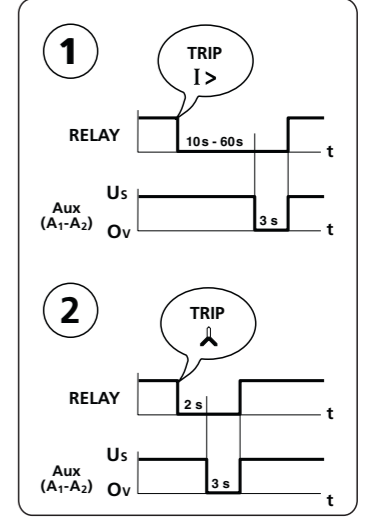 1
TRIP
I >
RELAY
10s - 60s
t
Us
Aux
(A1-A2)
Ov
3 s
t
2
TRIP
RELAY
2 s
t
Us
Aux
(A1-A2)
Ov
3 s
t